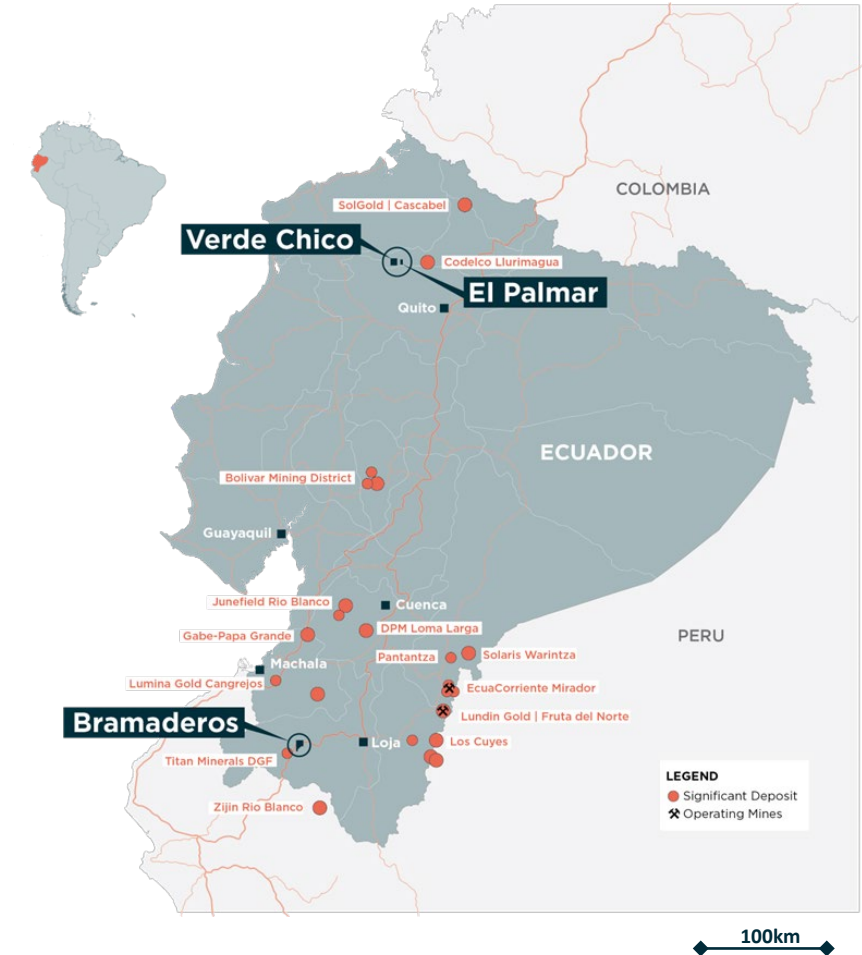 COLOMBIA
SolGold | Cascabel
Verde Chico
Codelco Llurimagua
El Palmar
Quito
ECUADOR
Bolivar Mining District
Guayaquil
Junefield Rio Blanco
Cuenca
Gabe-Papa Grande
DPM Loma Larga
PERU
Pantantza
Solaris Warintza
Machala
Lumina Gold Cangrejos
EcuaCorriente Mirador
Lundin Gold | Fruta del Norte
Bramaderos
Loja
Los Cuyes
Titan Minerals DGF
LEGEND
Significant Deposit
Operating Mines
Zijin Rio Blanco
100km